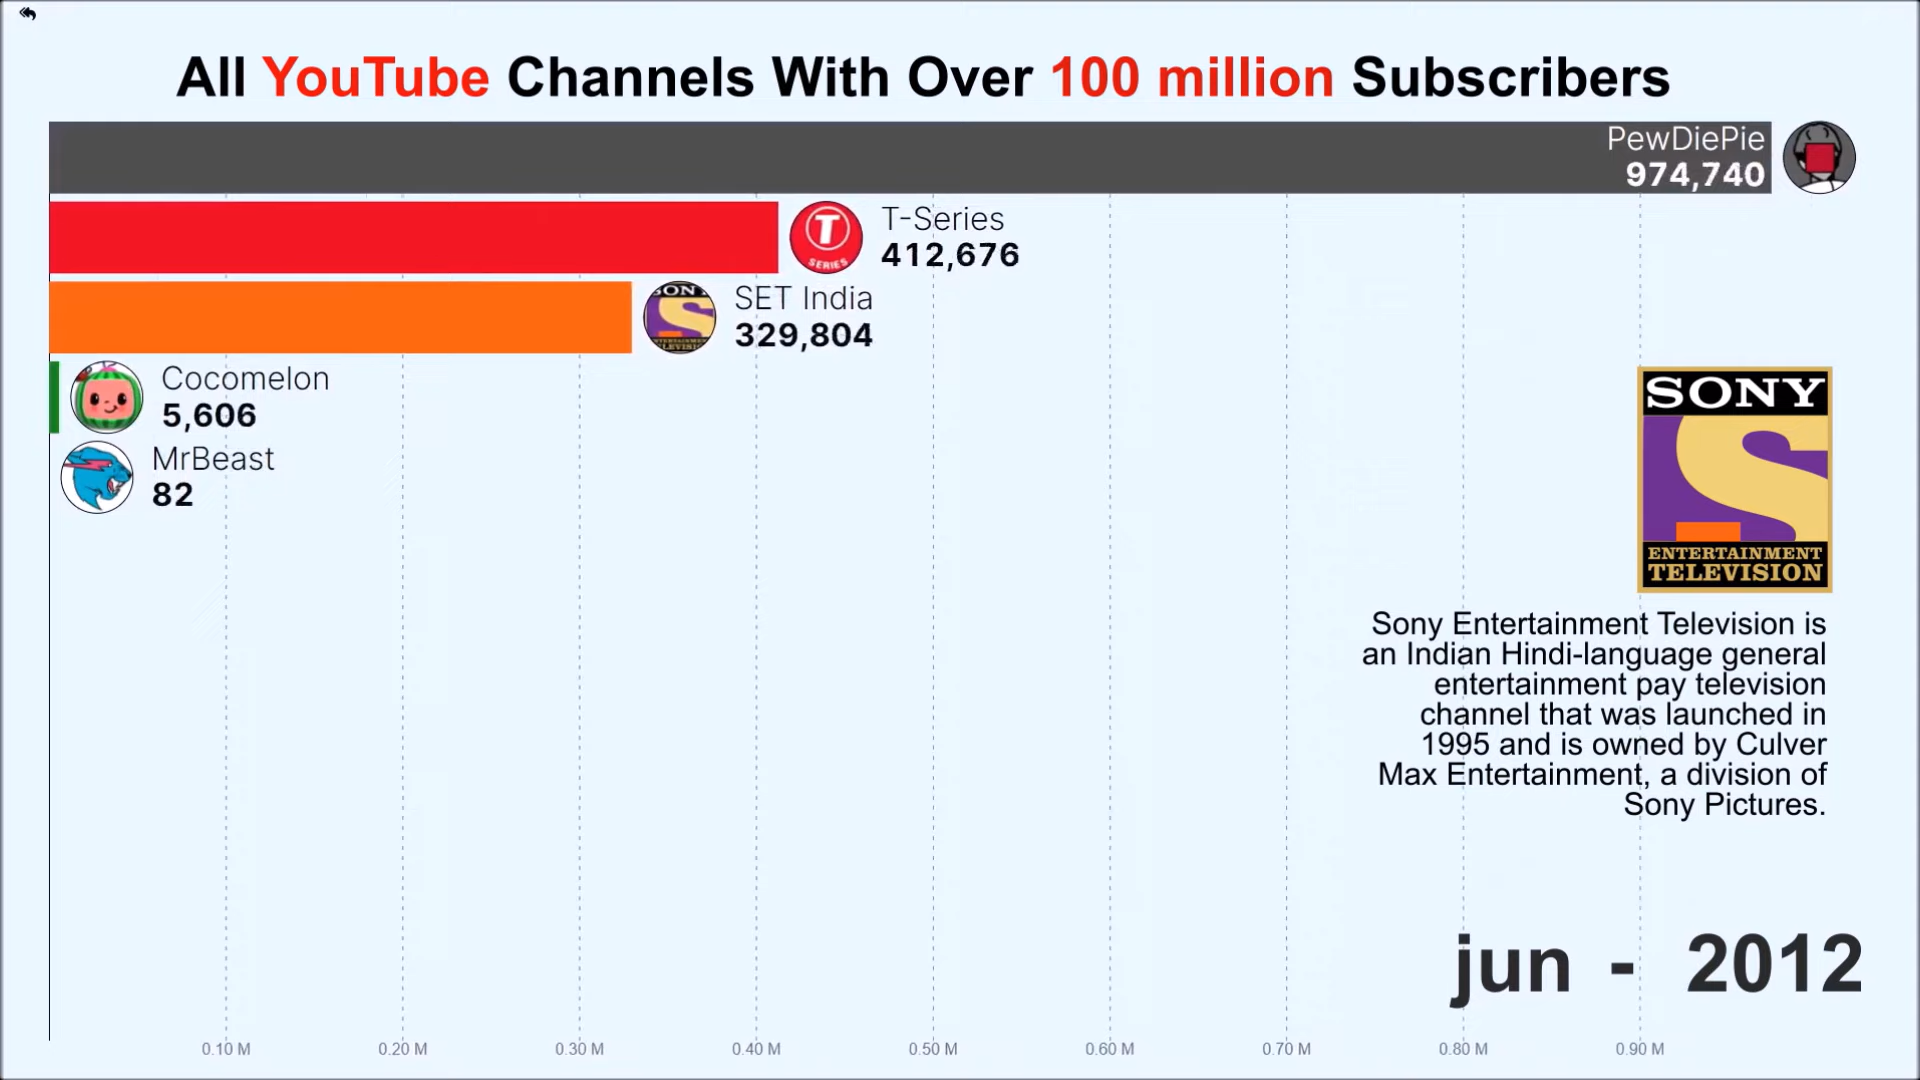 All YouTube Channels With Over 100 million Subscribers
PewDiePie
974,740
T-Series
412,676
T
SERIES
SET India
329,804
SON
ENTERTAINMENT
Cocomelon
5,606
MrBeast
82
SONY
ENTERTAINMENT
TELEVISION
Sony Entertainment Television is
an Indian Hindi-language general
entertainment pay television
channel that was launched in
1995 and is owned by Culver
Max Entertainment, a division of
Sony Pictures.
jun - 2012
0.10 M 0.20 M 0.30 M 0.40 M 0.50 M 0.60 M 0.70 M 0.80 M 0.90 M